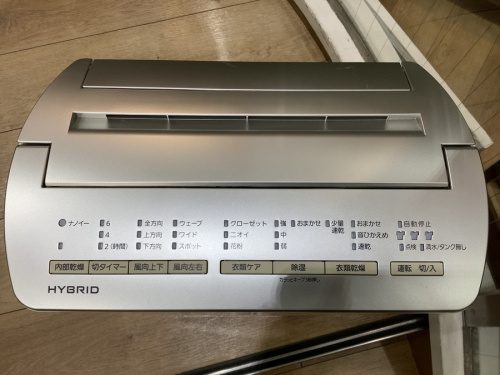 ナノイー 6 全方向 ウェーブ クローゼット 強 おまかせ 少量速乾 おまかせ 自動停止
4 上方向 ワイド ニオイ 中 音ひかえめ
2(時間) 下方向 スポット 花粉 弱 速乾 点検 満水/タンク無し
内部乾燥 切タイマー 風向上下 風向左右 衣類ケア 除湿 衣類乾燥 運転 切/入
HYBRID